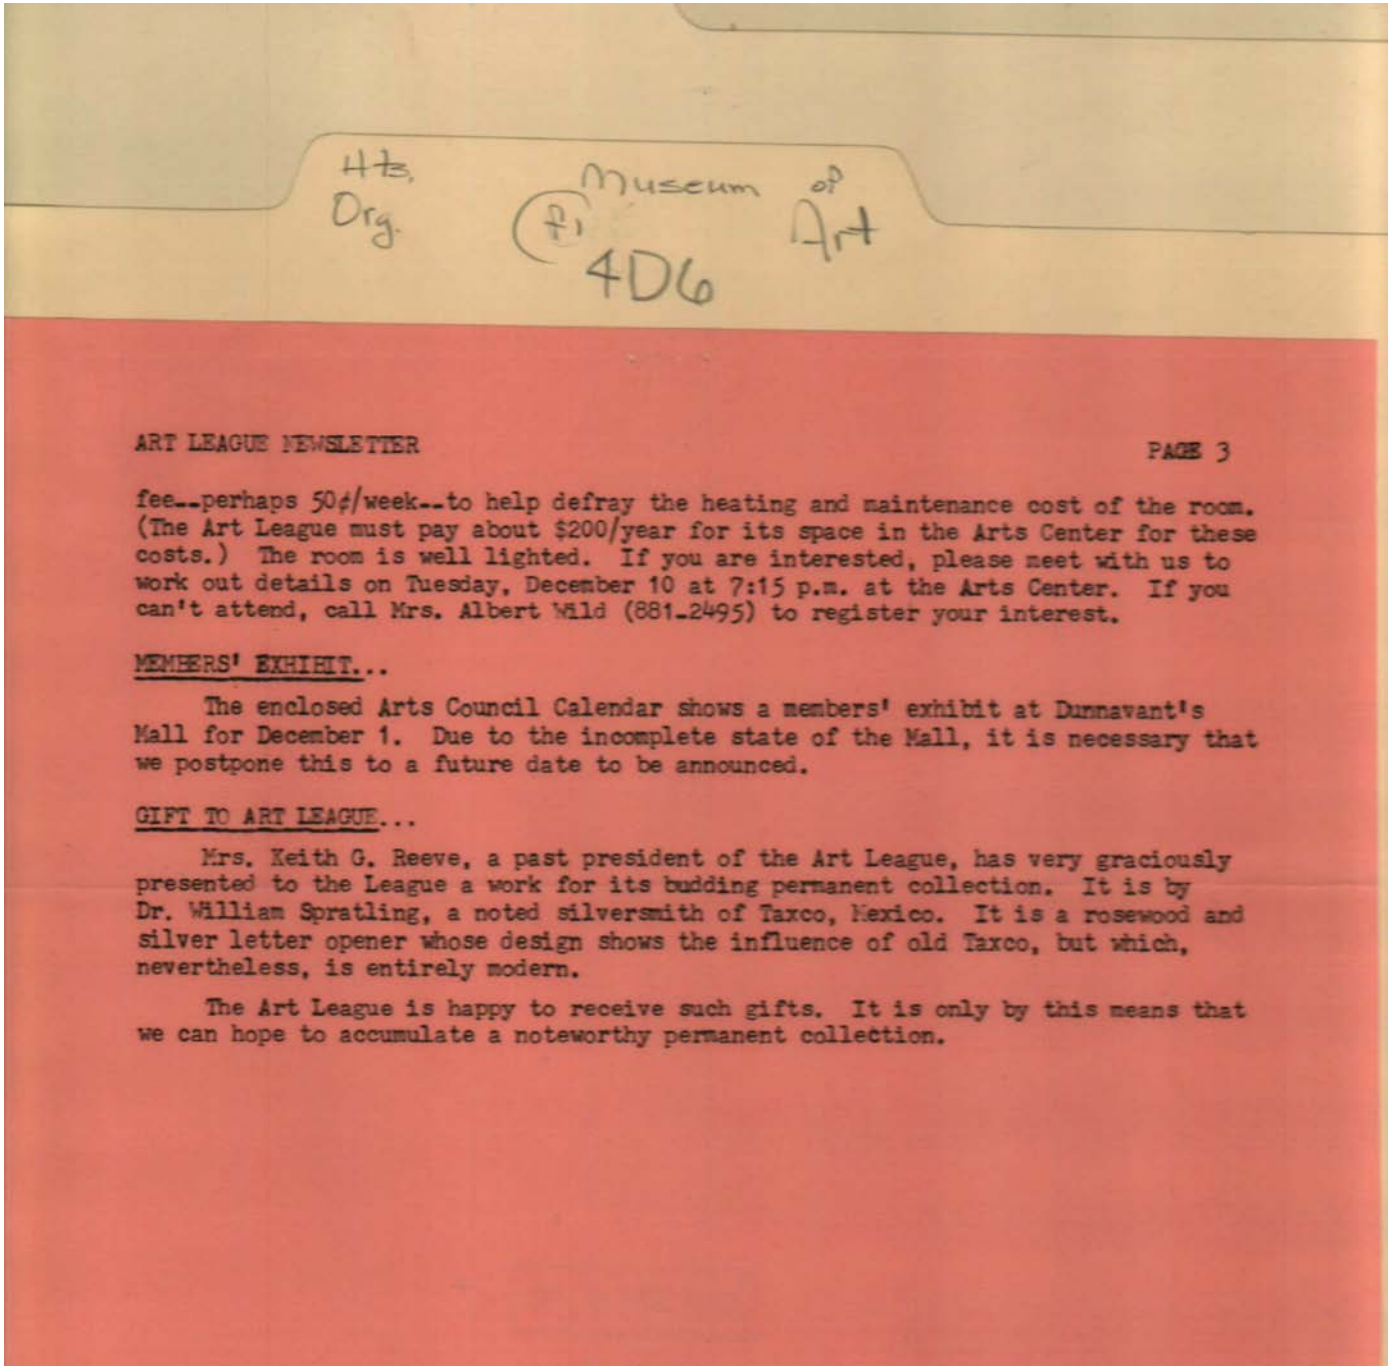 Hts. Museum of
Org. Art
4D6
ART LEAGUE NEWSLETTER PAGE 3
fee--perhaps 50¢/week--to help defray the heating and maintenance cost of the room.
(The Art League must pay about $200/year for its space in the Arts Center for these
costs.) The room is well lighted. If you are interested, please meet with us to
work out details on Tuesday, December 10 at 7:15 p.m. at the Arts Center. If you
can't attend, call Mrs. Albert Wild (881-2495) to register your interest.
MEMBERS' EXHIBIT...
The enclosed Arts Council Calendar shows a members' exhibit at Dunnavant's
Mall for December 1. Due to the incomplete state of the Mall, it is necessary that
we postpone this to a future date to be announced.
GIFT TO ART LEAGUE...
Mrs. Keith G. Reeve, a past president of the Art League, has very graciously
presented to the League a work for its budding permanent collection. It is by
Dr. William Spratling, a noted silversmith of Taxco, Mexico. It is a rosewood and
silver letter opener whose design shows the influence of old Taxco, but which,
nevertheless, is entirely modern.
The Art League is happy to receive such gifts. It is only by this means that
we can hope to accumulate a noteworthy permanent collection.